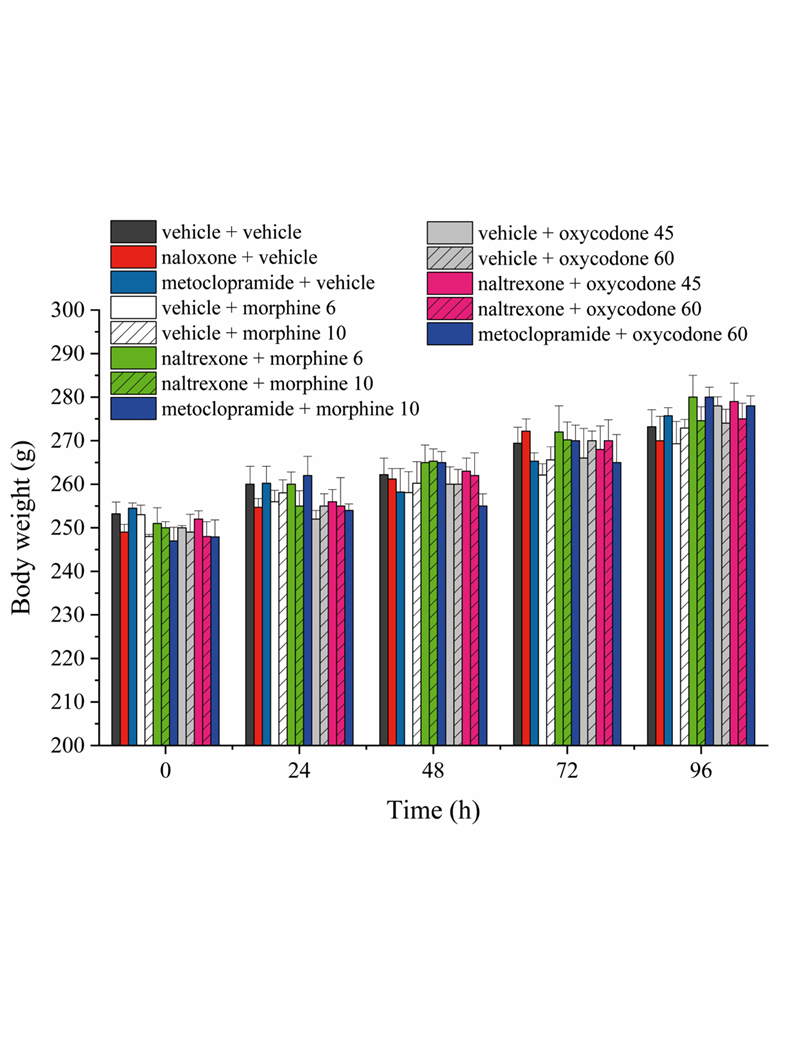 vehicle + vehicle
naloxone + vehicle
metoclopramide + vehicle
vehicle + morphine 6
vehicle + morphine 10
naltrexone + morphine 6
naltrexone + morphine 10
metoclopramide + morphine 10
vehicle + oxycodone 45
vehicle + oxycodone 60
naltrexone + oxycodone 45
naltrexone + oxycodone 60
metoclopramide + oxycodone 60
300
290
280
270
260
250
240
230
220
210
200
Body weight (g)
0 24 48 72 96
Time (h)